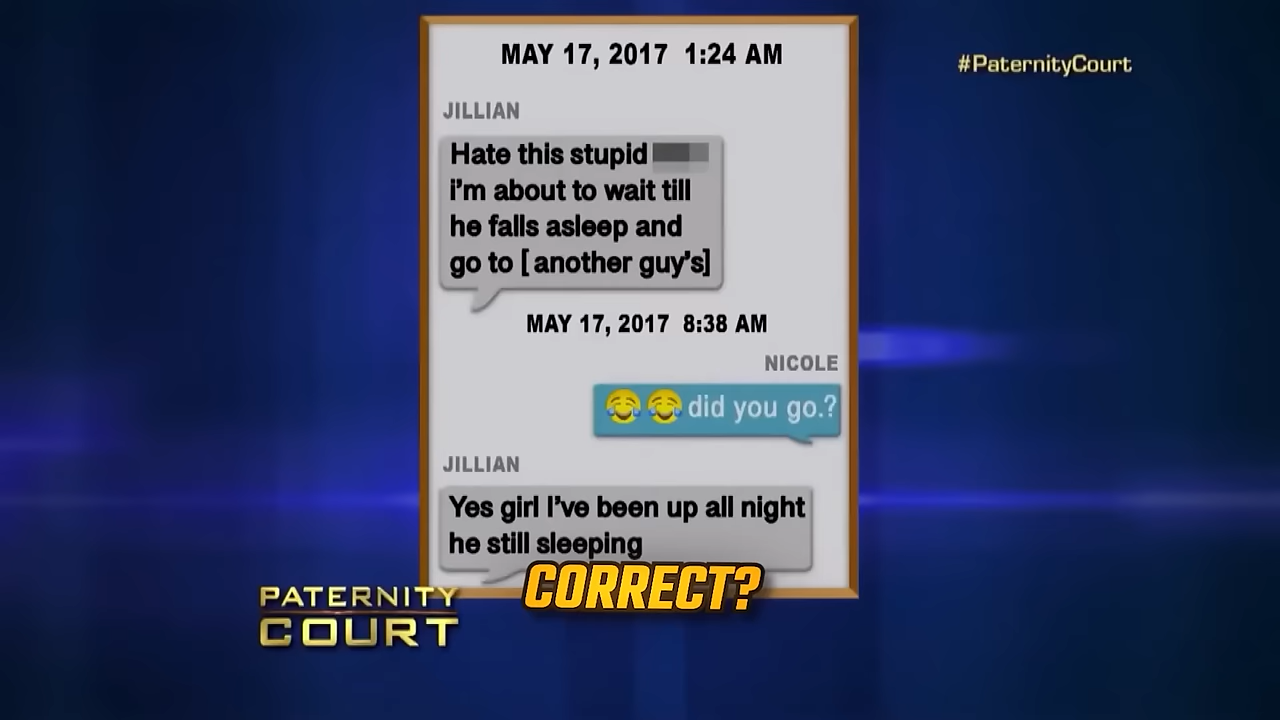 MAY 17, 2017 1:24 AM
#PaternityCourt
JILLIAN
Hate this stupid
i'm about to wait till
he falls asleep and
go to [another guy's]
MAY 17, 2017 8:38 AM
NICOLE
😂 😂 did you go.?
JILLIAN
Yes girl I've been up all night
he still sleeping
CORRECT?
PATERNITY
COURT